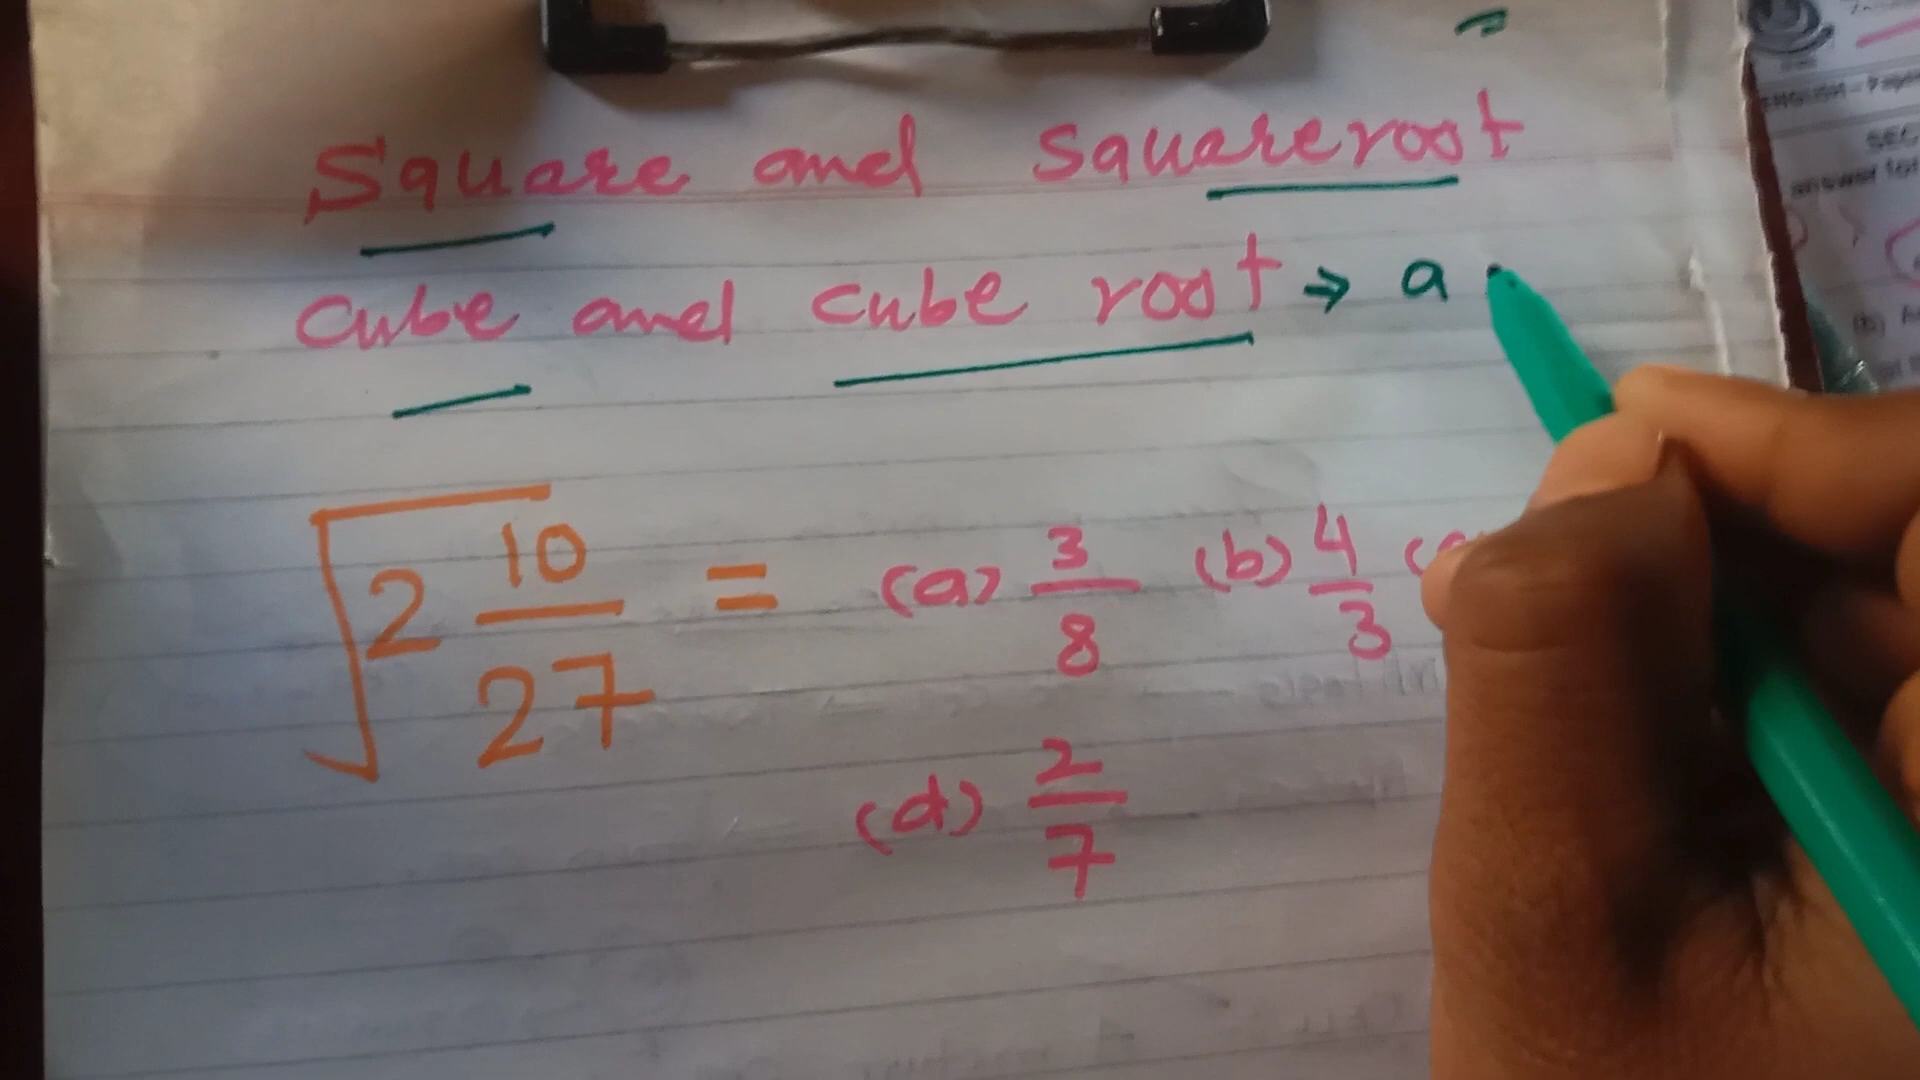 Square and Squareroot
Cube and Cube root → a
√2 10/27 = (a) 3/8 (b) 4/3
(d) 2/7